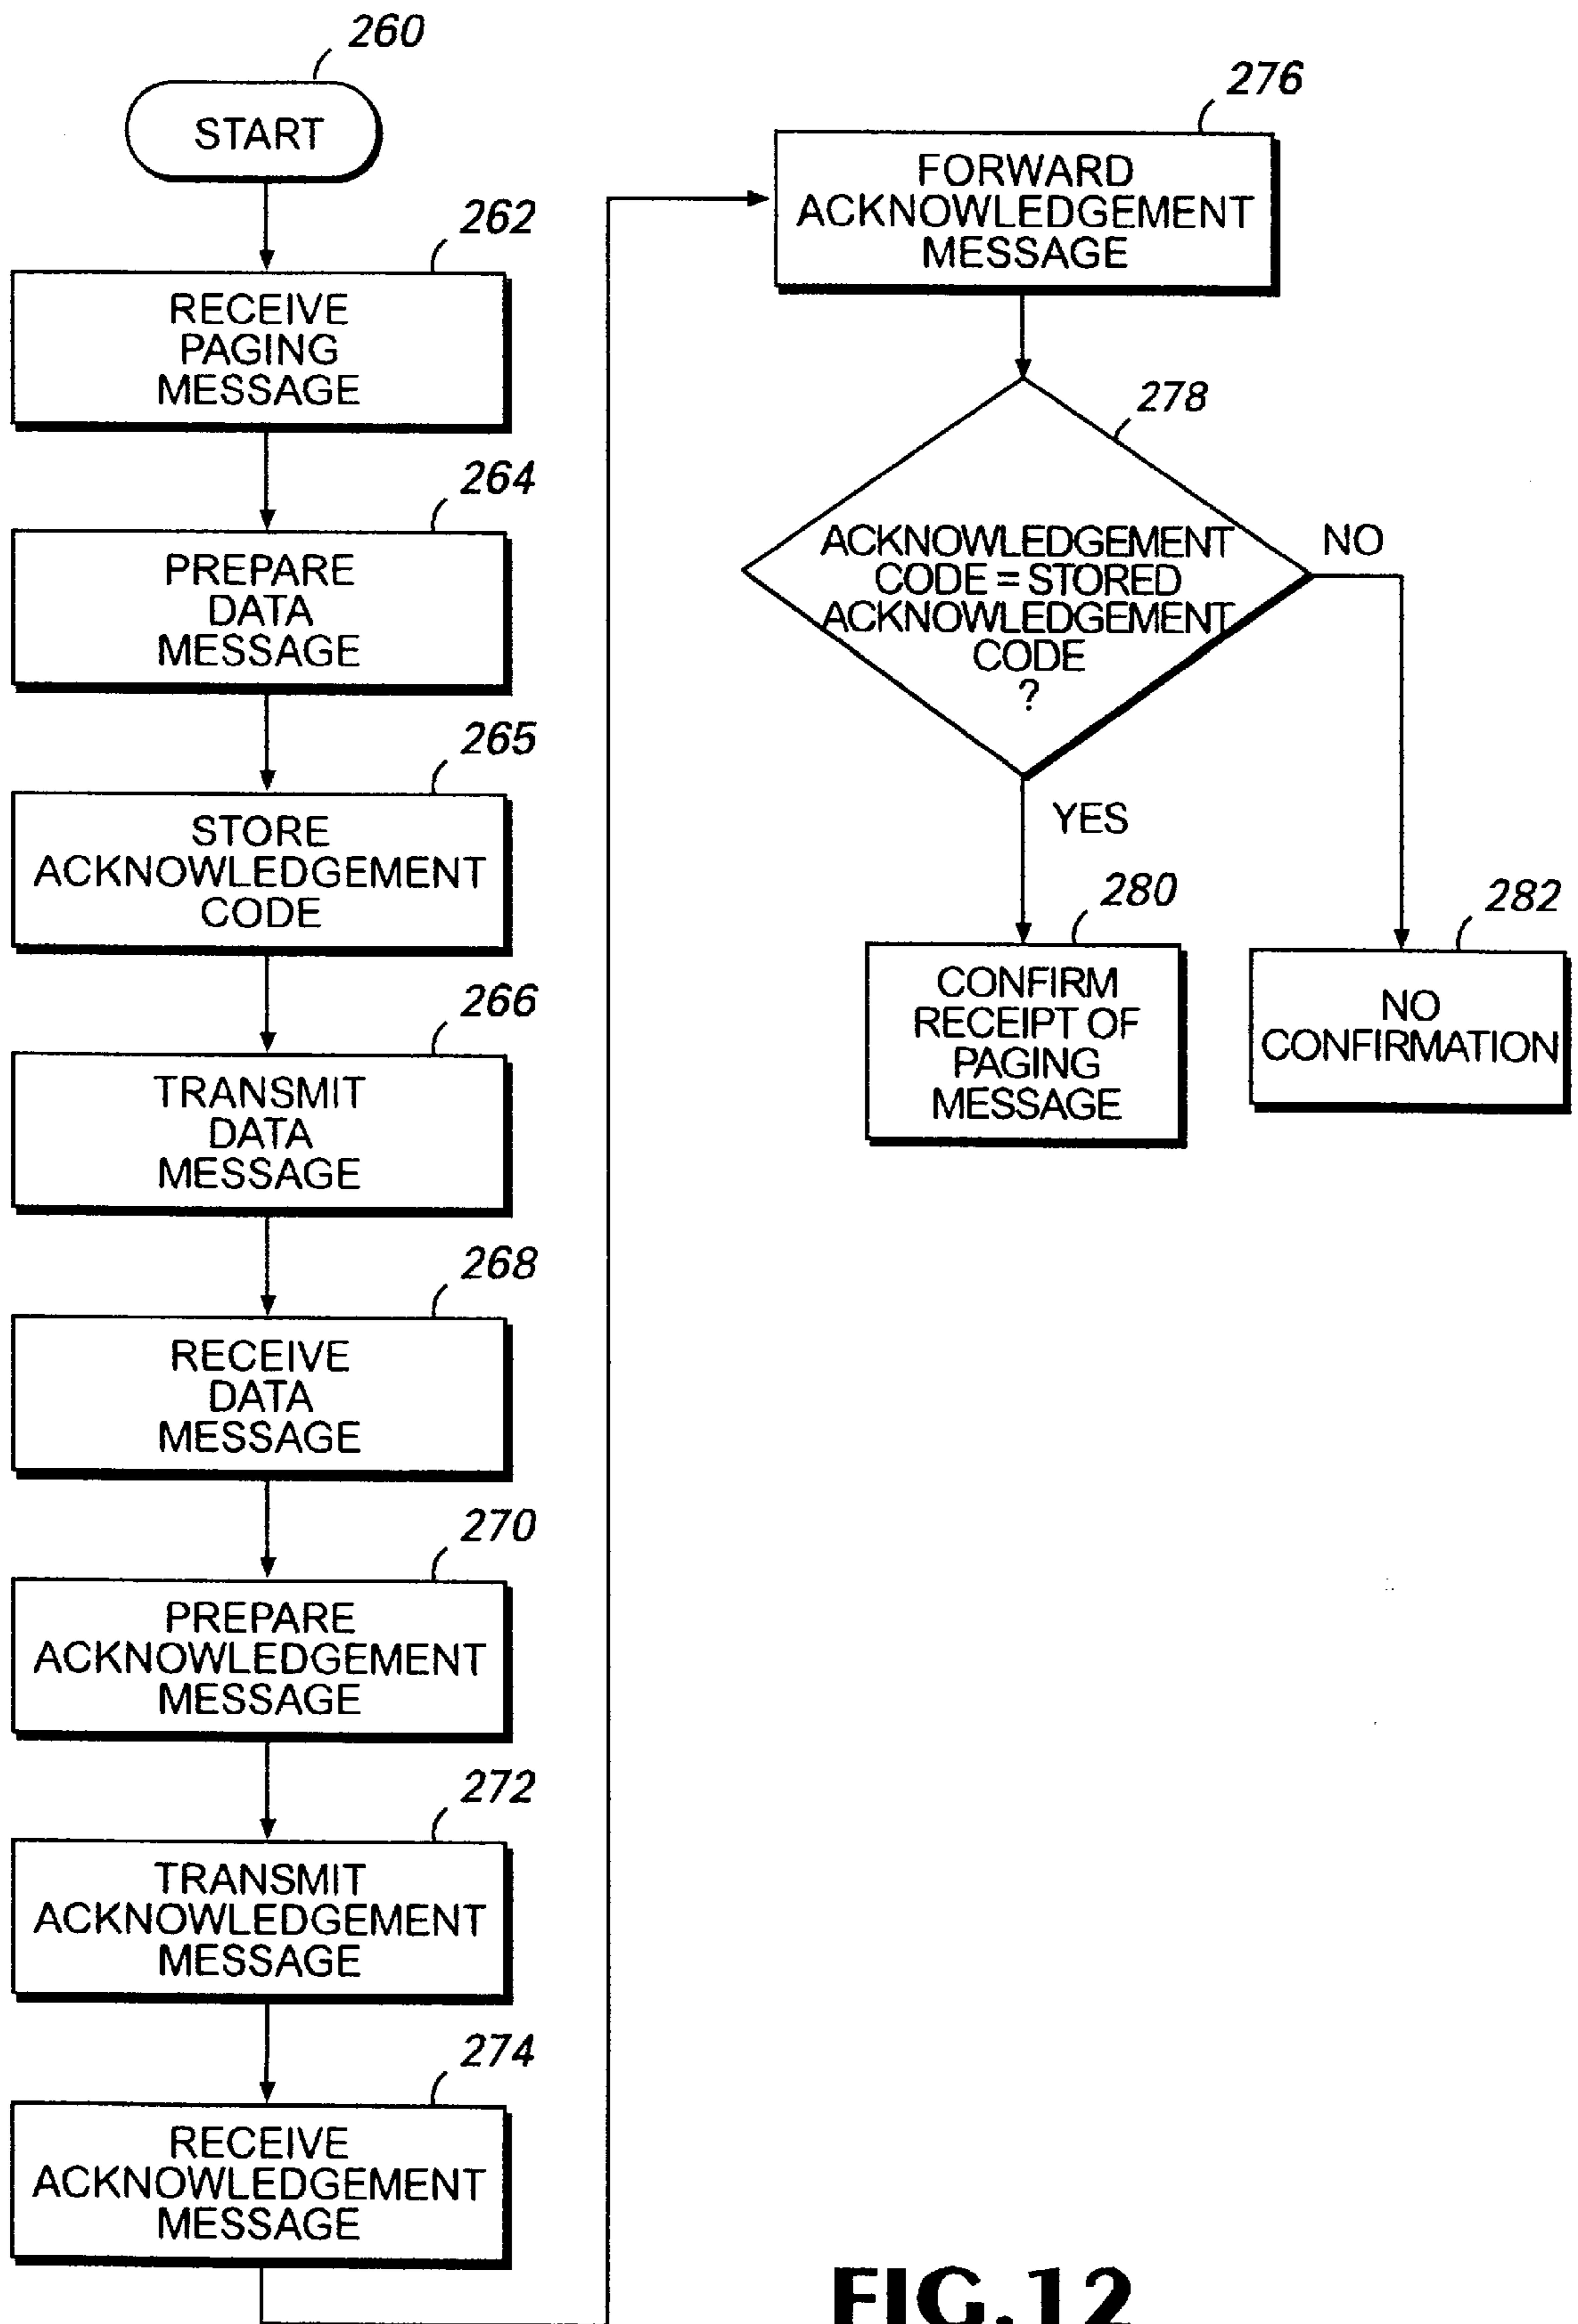 260
START
262
RECEIVE
PAGING
MESSAGE
264
PREPARE
DATA
MESSAGE
265
STORE
ACKNOWLEDGEMENT
CODE
266
TRANSMIT
DATA
MESSAGE
268
RECEIVE
DATA
MESSAGE
270
PREPARE
ACKNOWLEDGEMENT
MESSAGE
272
TRANSMIT
ACKNOWLEDGEMENT
MESSAGE
274
RECEIVE
ACKNOWLEDGEMENT
MESSAGE
276
FORWARD
ACKNOWLEDGEMENT
MESSAGE
278
ACKNOWLEDGEMENT
CODE = STORED
ACKNOWLEDGEMENT
CODE
?
NO
YES
280
CONFIRM
RECEIPT OF
PAGING
MESSAGE
282
NO
CONFIRMATION
FIG.12